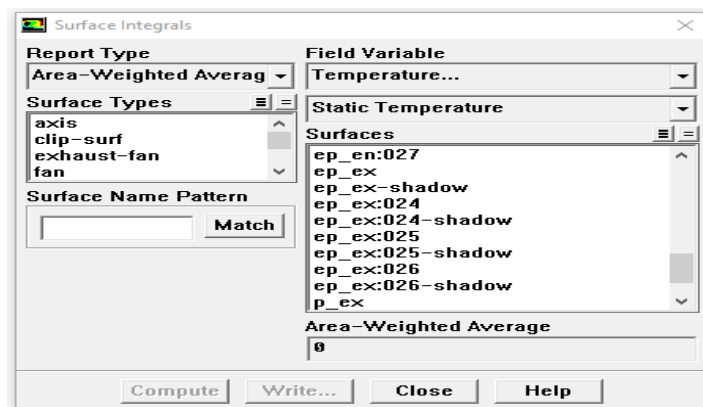 Surface Integrals
Report Type
Area-Weighted Averag
Surface Types
axis
clip-surf
exhaust-fan
fan
Surface Name Pattern
Match
Field Variable
Temperature...
Static Temperature
Surfaces
ep_en:027
ep_ex
ep_ex-shadow
ep_ex:024
ep_ex:024-shadow
ep_ex:025
ep_ex:025-shadow
ep_ex:026
ep_ex:026-shadow
p_ex
Area-Weighted Average
0
Compute Write... Close Help